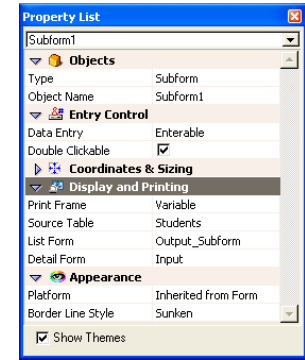 Property List
Subform1
Objects
Type Subform
Object Name Subform1
Entry Control
Data Entry Enterable
Double Clickable
Coordinates & Sizing
Display and Printing
Print Frame Variable
Source Table Students
List Form Output_Subform
Detail Form Input
Appearance
Platform Inherited from Form
Border Line Style Sunken
Show Themes